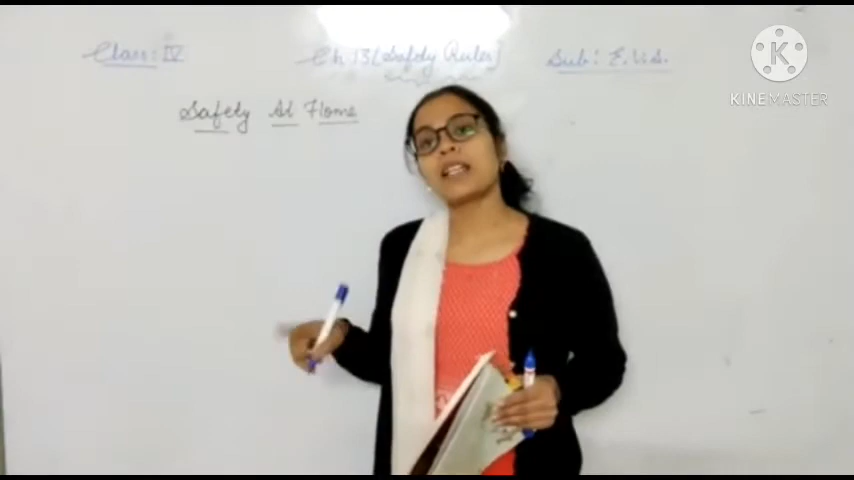 Class: IV Ch 13 (Safety Rules) Sub: E.V.S.
Safety At Home
K
KINEMASTER